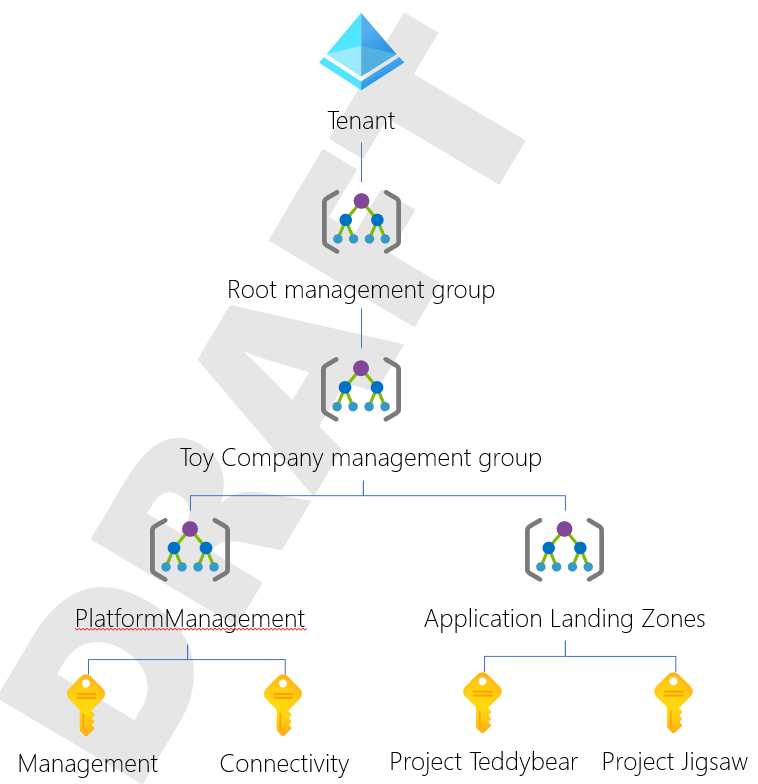 DRAFT
Tenant
Root management group
Toy Company management group
PlatformManagement Application Landing Zones
Management Connectivity Project Teddybear Project Jigsaw